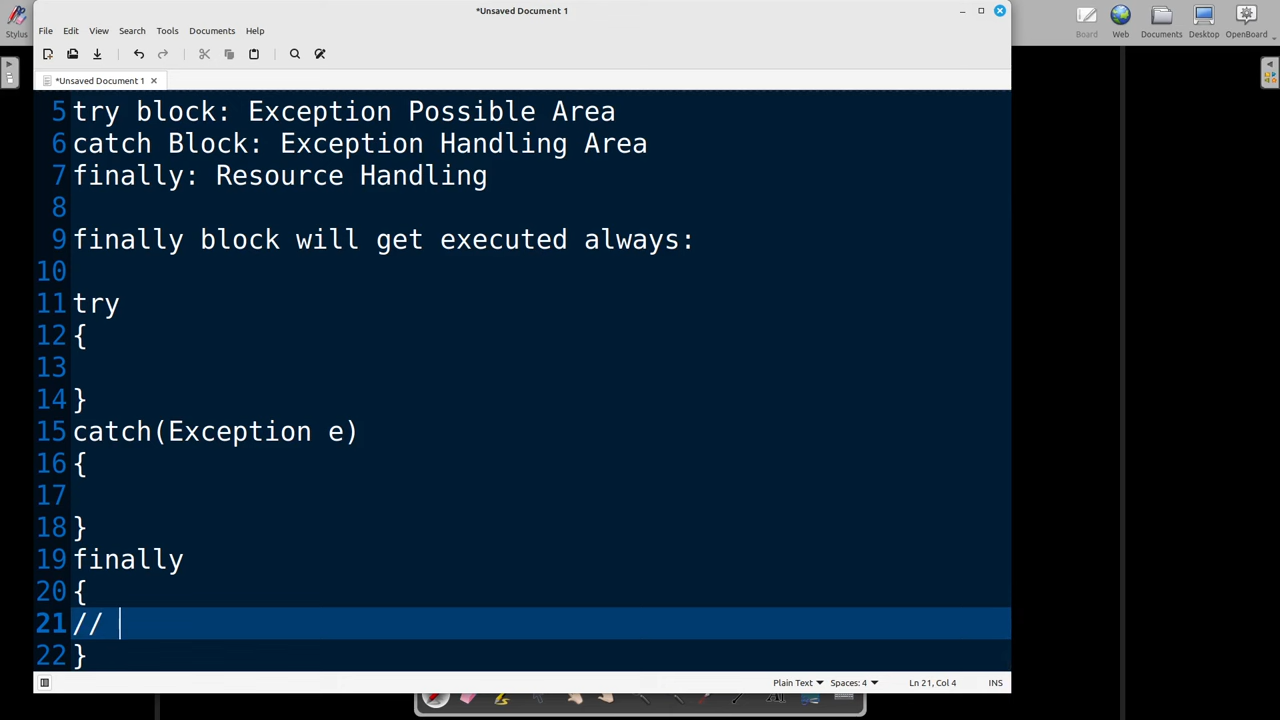 *Unsaved Document 1
Stylus
Board
Web
Documents
Desktop
OpenBoard
File Edit View Search Tools Documents Help
*Unsaved Document 1
5 try block: Exception Possible Area
6 catch Block: Exception Handling Area
7 finally: Resource Handling
8
9 finally block will get executed always:
10
11 try
12 {
13
14 }
15 catch(Exception e)
16 {
17
18 }
19 finally
20 {
21 //
22 }
Plain Text Spaces: 4 Ln 21, Col 4 INS